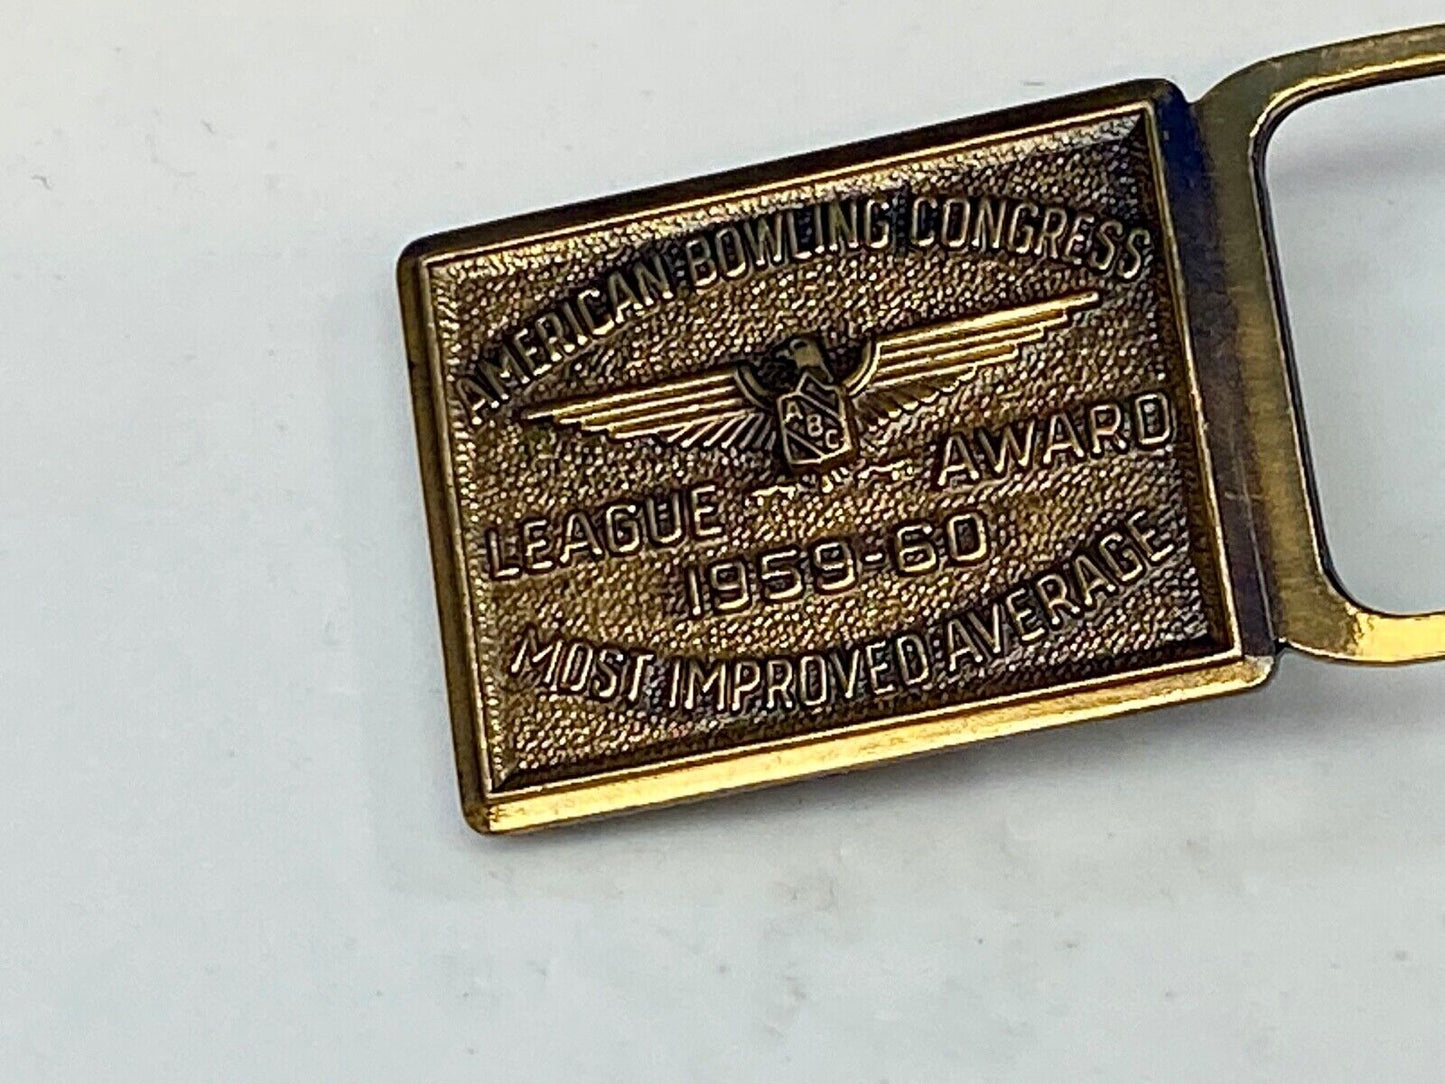 AMERICAN BOWLING CONGRESS
ABC
LEAGUE AWARD
1959-60
MOST IMPROVED AVERAGE